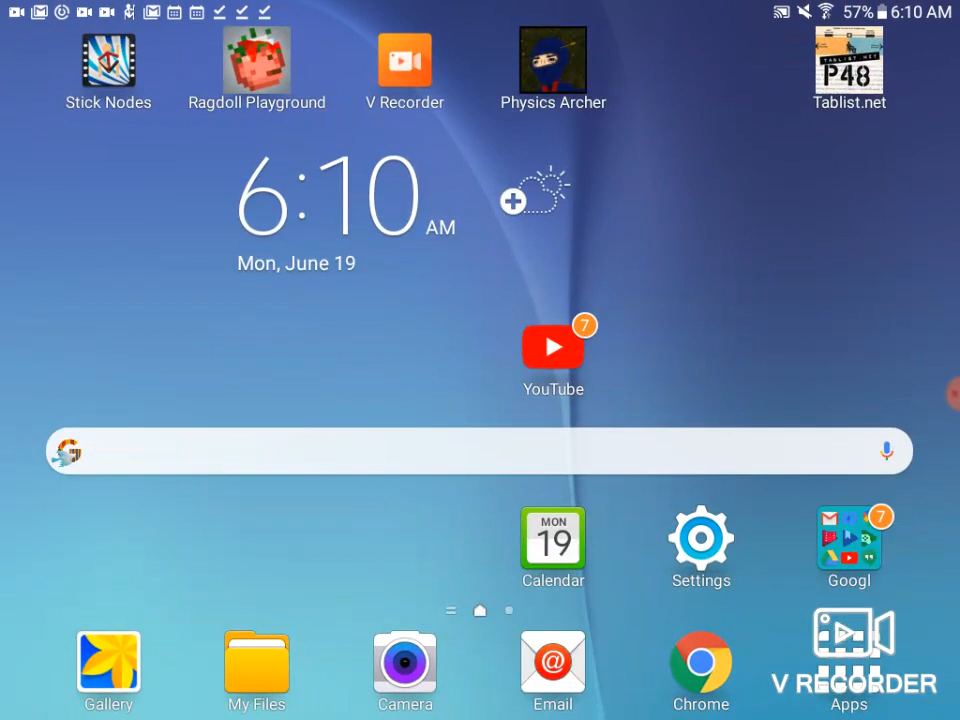 57% 6:10 AM
TABLIST NET
P48
Stick Nodes Ragdoll Playground V Recorder Physics Archer Tablist.net
6:10 AM
Mon, June 19
7
YouTube
G
MON
19
7
Calendar Settings Googl
V RECORDER
Gallery My Files Camera Email Chrome Apps